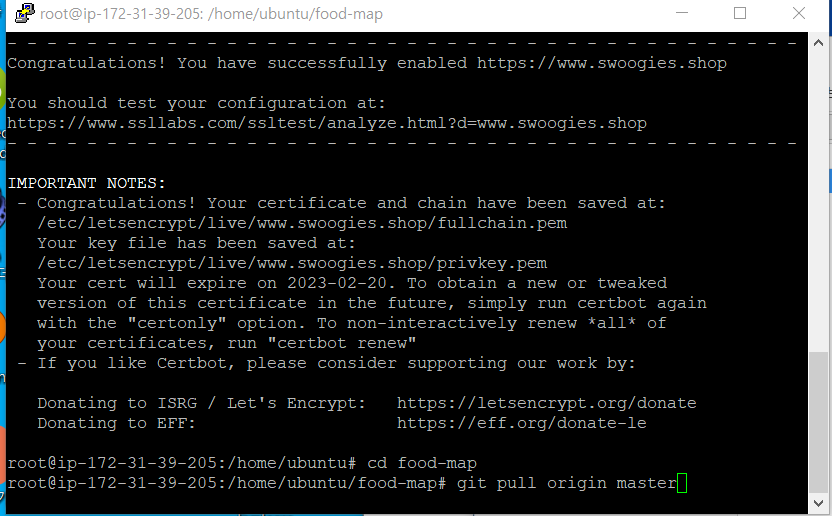 root@ip-172-31-39-205: /home/ubuntu/food-map
- - - - - - - - - - - - - - - - - - - - - - - - - - - - - - - - - - - - - - - -
Congratulations! You have successfully enabled https://www.swoogies.shop
You should test your configuration at:
https://www.ssllabs.com/ssltest/analyze.html?d=www.swoogies.shop
- - - - - - - - - - - - - - - - - - - - - - - - - - - - - - - - - - - - - - - -
IMPORTANT NOTES:
- Congratulations! Your certificate and chain have been saved at:
/etc/letsencrypt/live/www.swoogies.shop/fullchain.pem
Your key file has been saved at:
/etc/letsencrypt/live/www.swoogies.shop/privkey.pem
Your cert will expire on 2023-02-20. To obtain a new or tweaked
version of this certificate in the future, simply run certbot again
with the "certonly" option. To non-interactively renew *all* of
your certificates, run "certbot renew"
- If you like Certbot, please consider supporting our work by:
Donating to ISRG / Let's Encrypt:   https://letsencrypt.org/donate
Donating to EFF:                    https://eff.org/donate-le
root@ip-172-31-39-205:/home/ubuntu# cd food-map
root@ip-172-31-39-205:/home/ubuntu/food-map# git pull origin master